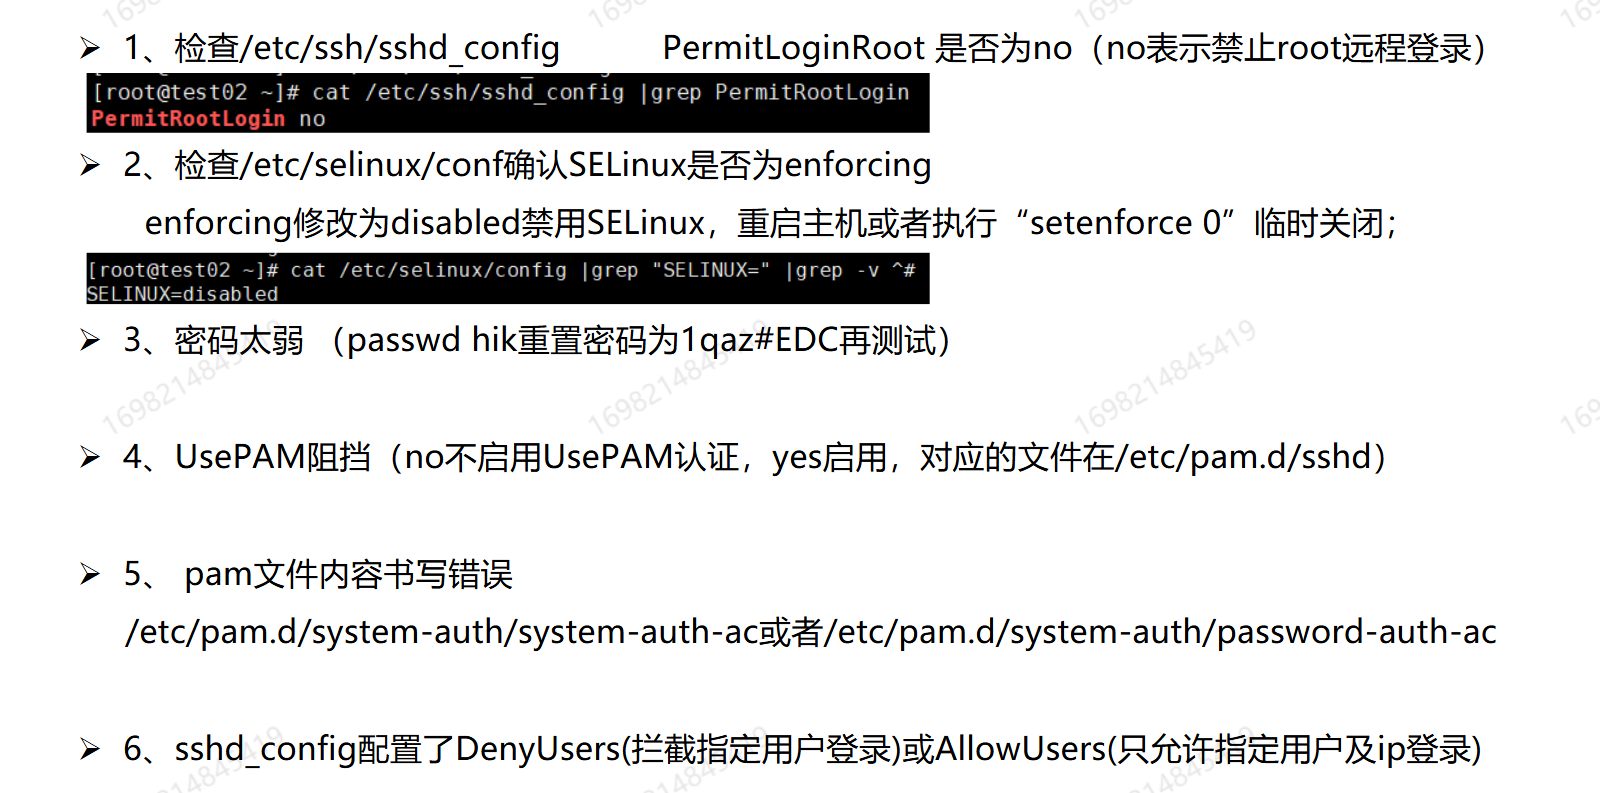 1698
1698
1698
169
➢ 1、检查/etc/ssh/sshd_config PermitLoginRoot 是否为no（no表示禁止root远程登录）
[root@test02 ~]# cat /etc/ssh/sshd_config |grep PermitRootLogin
PermitRootLogin no
➢ 2、检查/etc/selinux/conf确认SELinux是否为enforcing
enforcing修改为disabled禁用SELinux，重启主机或者执行“setenforce 0”临时关闭；
[root@test02 ~]# cat /etc/selinux/config |grep "SELINUX=" |grep -v ^#
SELINUX=disabled
➢ 3、密码太弱 （passwd hik重置密码为1qaz#EDC再测试）
1698214845419
1698214845419
1698214845419
169
➢ 4、UsePAM阻挡（no不启用UsePAM认证，yes启用，对应的文件在/etc/pam.d/sshd）
➢ 5、 pam文件内容书写错误
/etc/pam.d/system-auth/system-auth-ac或者/etc/pam.d/system-auth/password-auth-ac
➢ 6、sshd_config配置了DenyUsers(拦截指定用户登录)或AllowUsers(只允许指定用户及ip登录)